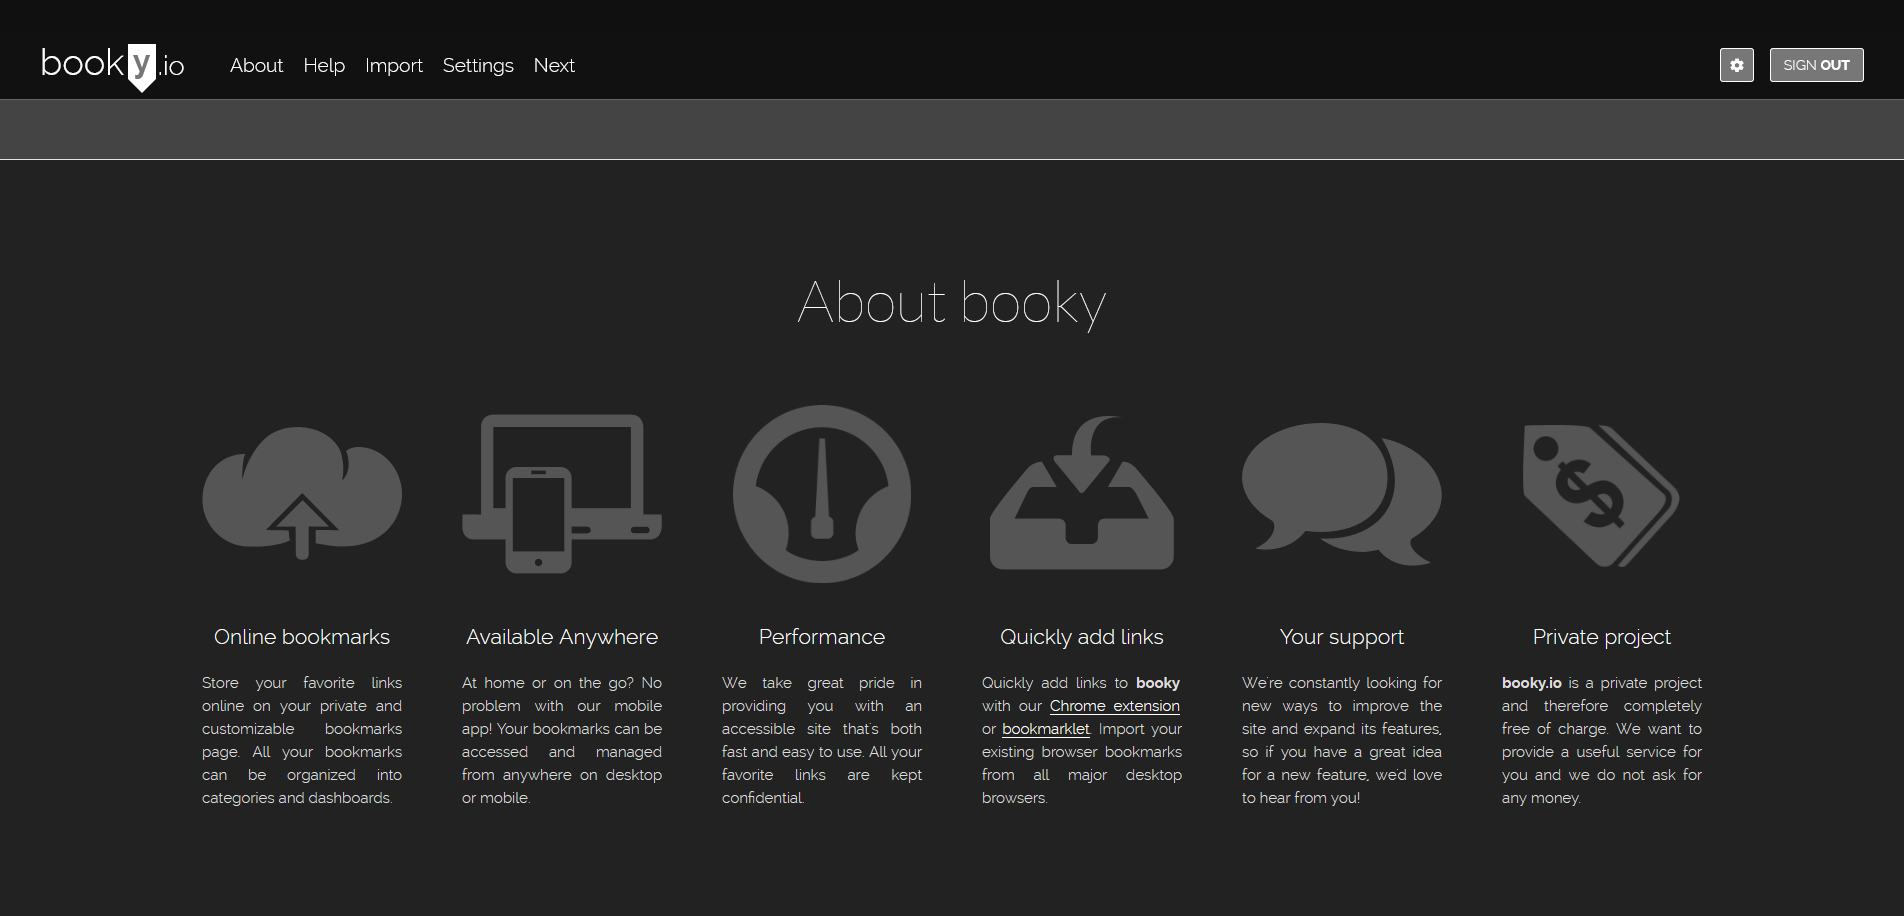 booky.io
About Help Import Settings Next
SIGN OUT
About booky
Online bookmarks
Store your favorite links
online on your private and
customizable bookmarks
page. All your bookmarks
can be organized into
categories and dashboards.
Available Anywhere
At home or on the go? No
problem with our mobile
app! Your bookmarks can be
accessed and managed
from anywhere on desktop
or mobile.
Performance
We take great pride in
providing you with an
accessible site that's both
fast and easy to use. All your
favorite links are kept
confidential.
Quickly add links
Quickly add links to booky
with our Chrome extension
or bookmarklet. Import your
existing browser bookmarks
from all major desktop
browsers.
Your support
We're constantly looking for
new ways to improve the
site and expand its features,
so if you have a great idea
for a new feature, we'd love
to hear from you!
Private project
booky.io is a private project
and therefore completely
free of charge. We want to
provide a useful service for
you and we do not ask for
any money.